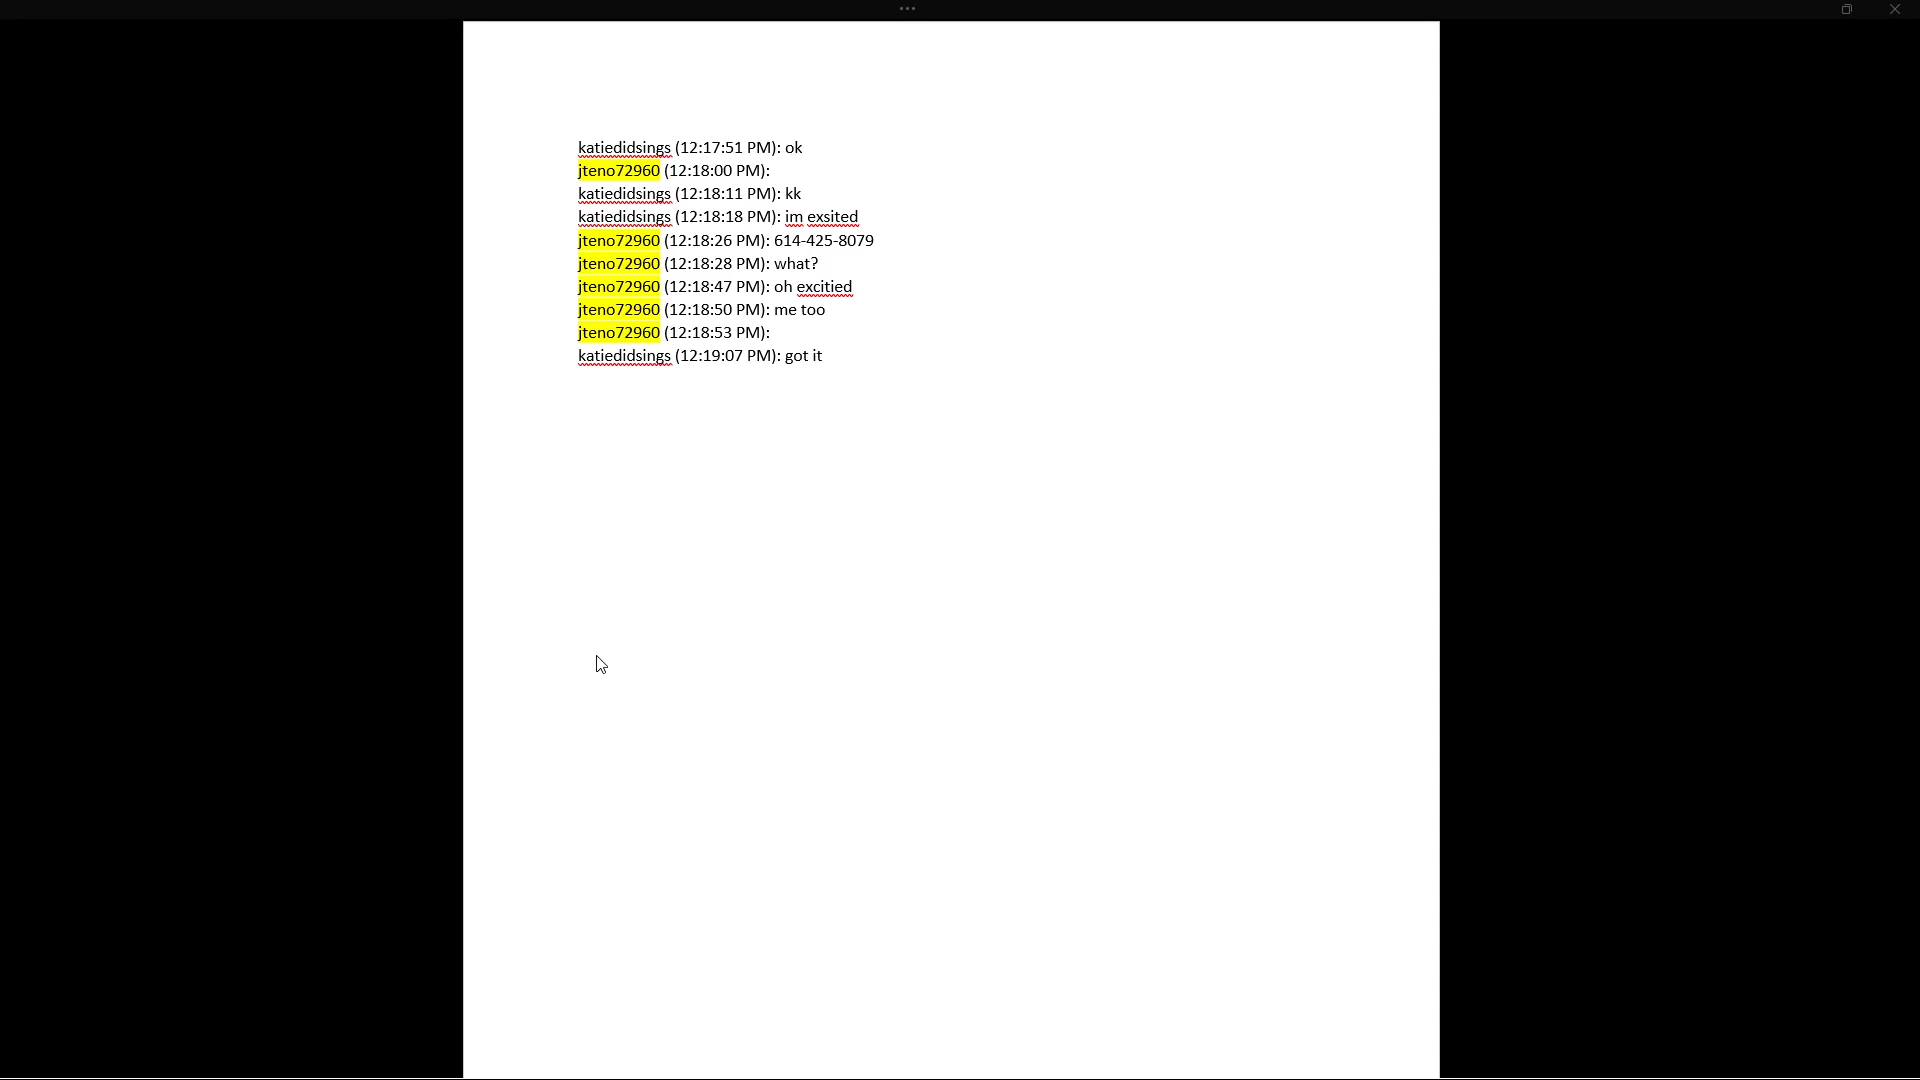 katiedidsings (12:17:51 PM): ok
jteno72960 (12:18:00 PM):
katiedidsings (12:18:11 PM): kk
katiedidsings (12:18:18 PM): im exsited
jteno72960 (12:18:26 PM): 614-425-8079
jteno72960 (12:18:28 PM): what?
jteno72960 (12:18:47 PM): oh excitied
jteno72960 (12:18:50 PM): me too
jteno72960 (12:18:53 PM):
katiedidsings (12:19:07 PM): got it